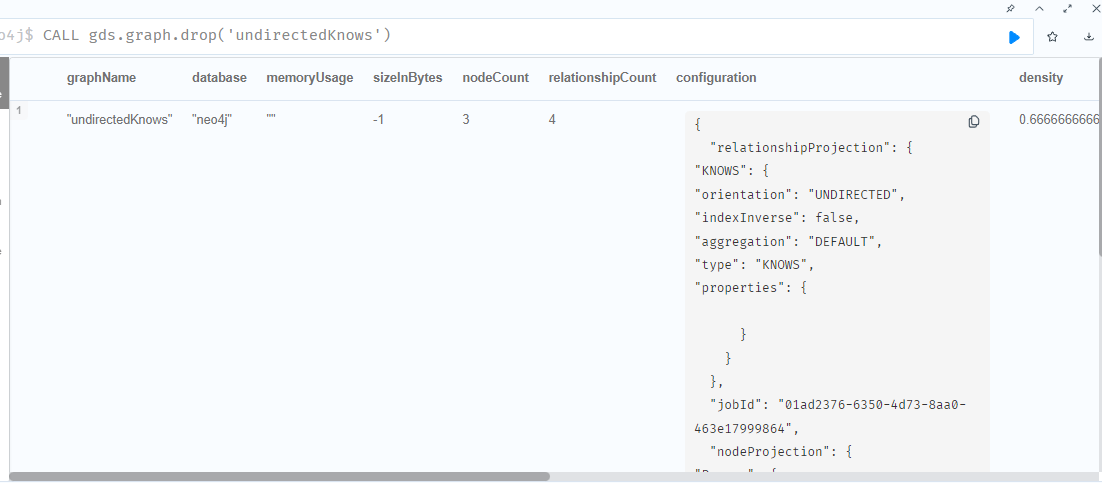 o4j$ CALL gds.graph.drop('undirectedKnows')
graphName database memoryUsage sizeInBytes nodeCount relationshipCount configuration density
1 "undirectedKnows" "neo4j" "" -1 3 4 { 0.6666666666
"relationshipProjection": {
"KNOWS": {
"orientation": "UNDIRECTED",
"indexInverse": false,
"aggregation": "DEFAULT",
"type": "KNOWS",
"properties": {
}
}
},
"jobId": "01ad2376-6350-4d73-8aa0-
463e17999864",
"nodeProjection": {